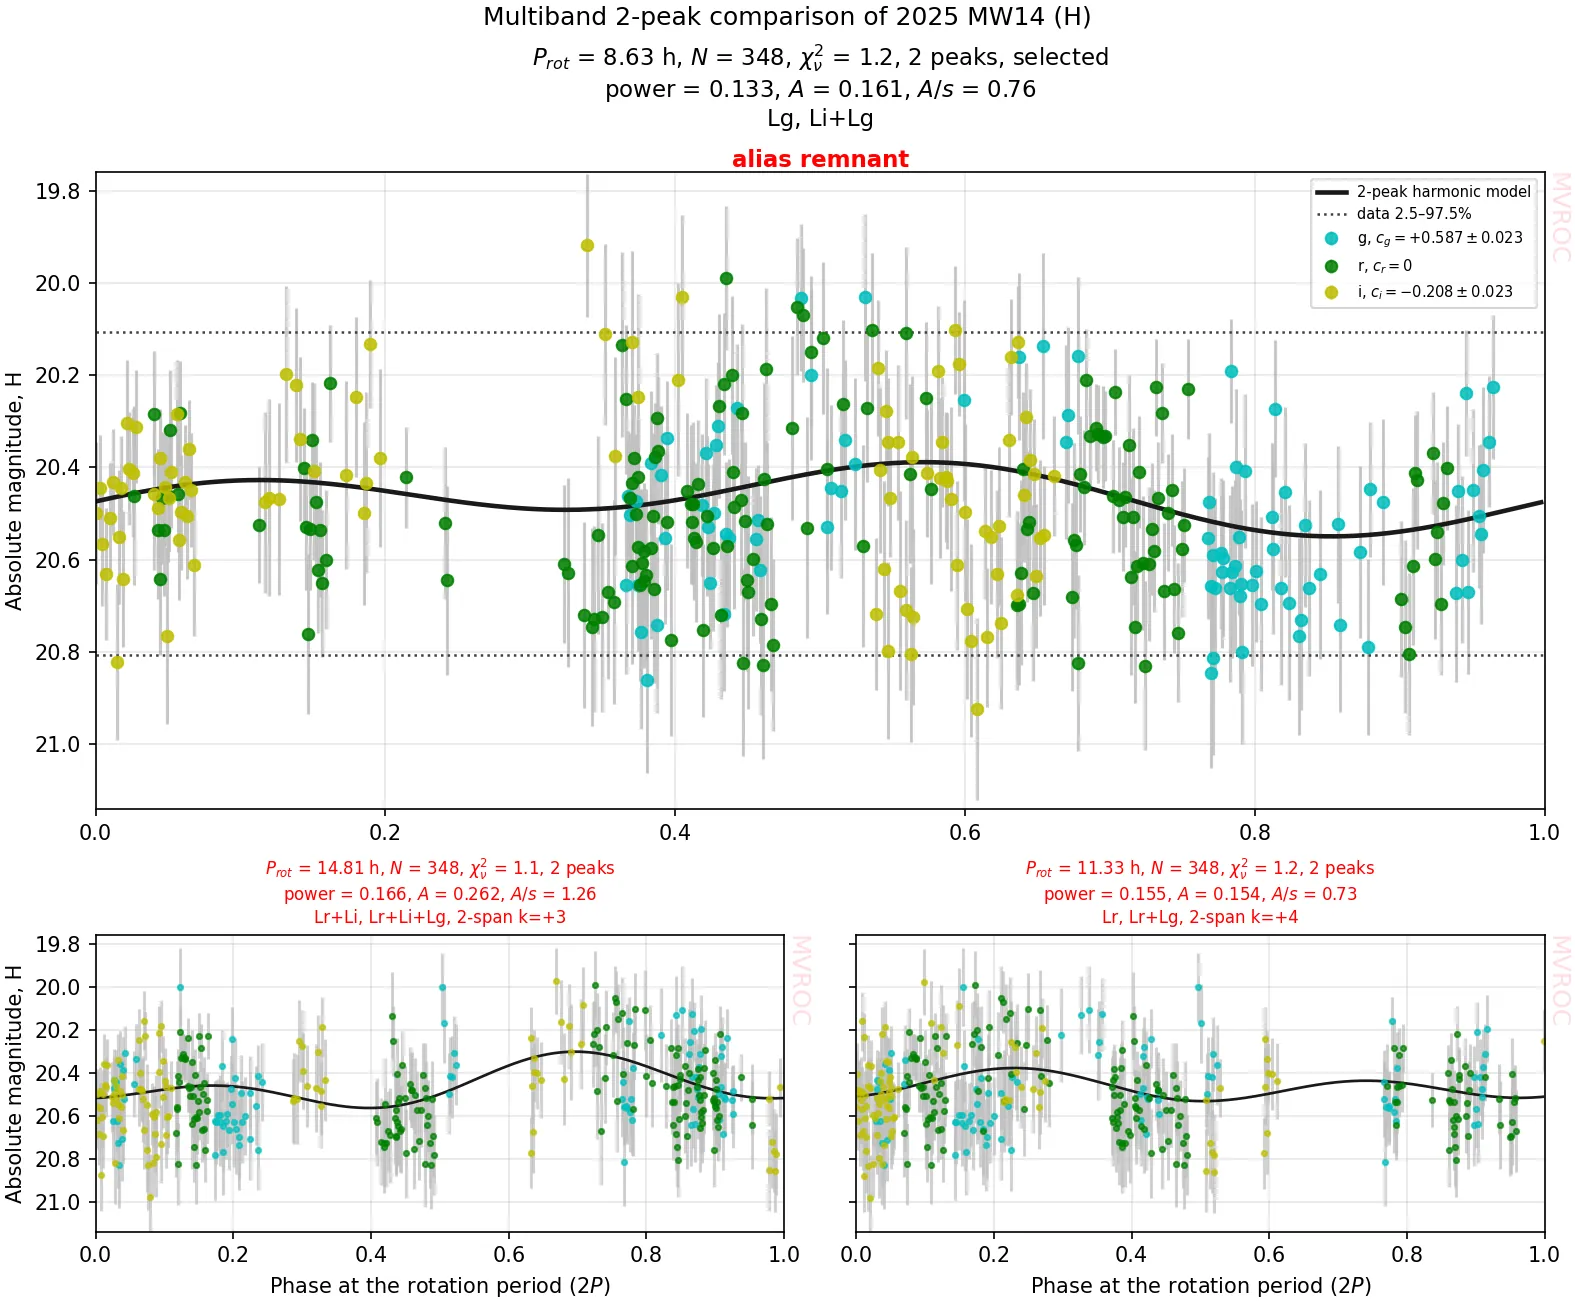 Multiband 2-peak comparison of 2025 MW14 (H)
P_rot = 8.63 h, N = 348, χ²_ν = 1.2, 2 peaks, selected
power = 0.133, A = 0.161, A/s = 0.76
Lg, Li+Lg
alias remnant
MVROC
2-peak harmonic model
data 2.5–97.5%
g, c_g = +0.587 ± 0.023
r, c_r = 0
i, c_i = −0.208 ± 0.023
Absolute magnitude, H
19.8
20.0
20.2
20.4
20.6
20.8
21.0
0.0 0.2 0.4 0.6 0.8 1.0
P_rot = 14.81 h, N = 348, χ²_ν = 1.1, 2 peaks
power = 0.166, A = 0.262, A/s = 1.26
Lr+Li, Lr+Li+Lg, 2-span k=+3
MVROC
Absolute magnitude, H
19.8
20.0
20.2
20.4
20.6
20.8
21.0
0.0 0.2 0.4 0.6 0.8 1.0
Phase at the rotation period (2P)
P_rot = 11.33 h, N = 348, χ²_ν = 1.2, 2 peaks
power = 0.155, A = 0.154, A/s = 0.73
Lr, Lr+Lg, 2-span k=+4
MVROC
0.0 0.2 0.4 0.6 0.8 1.0
Phase at the rotation period (2P)